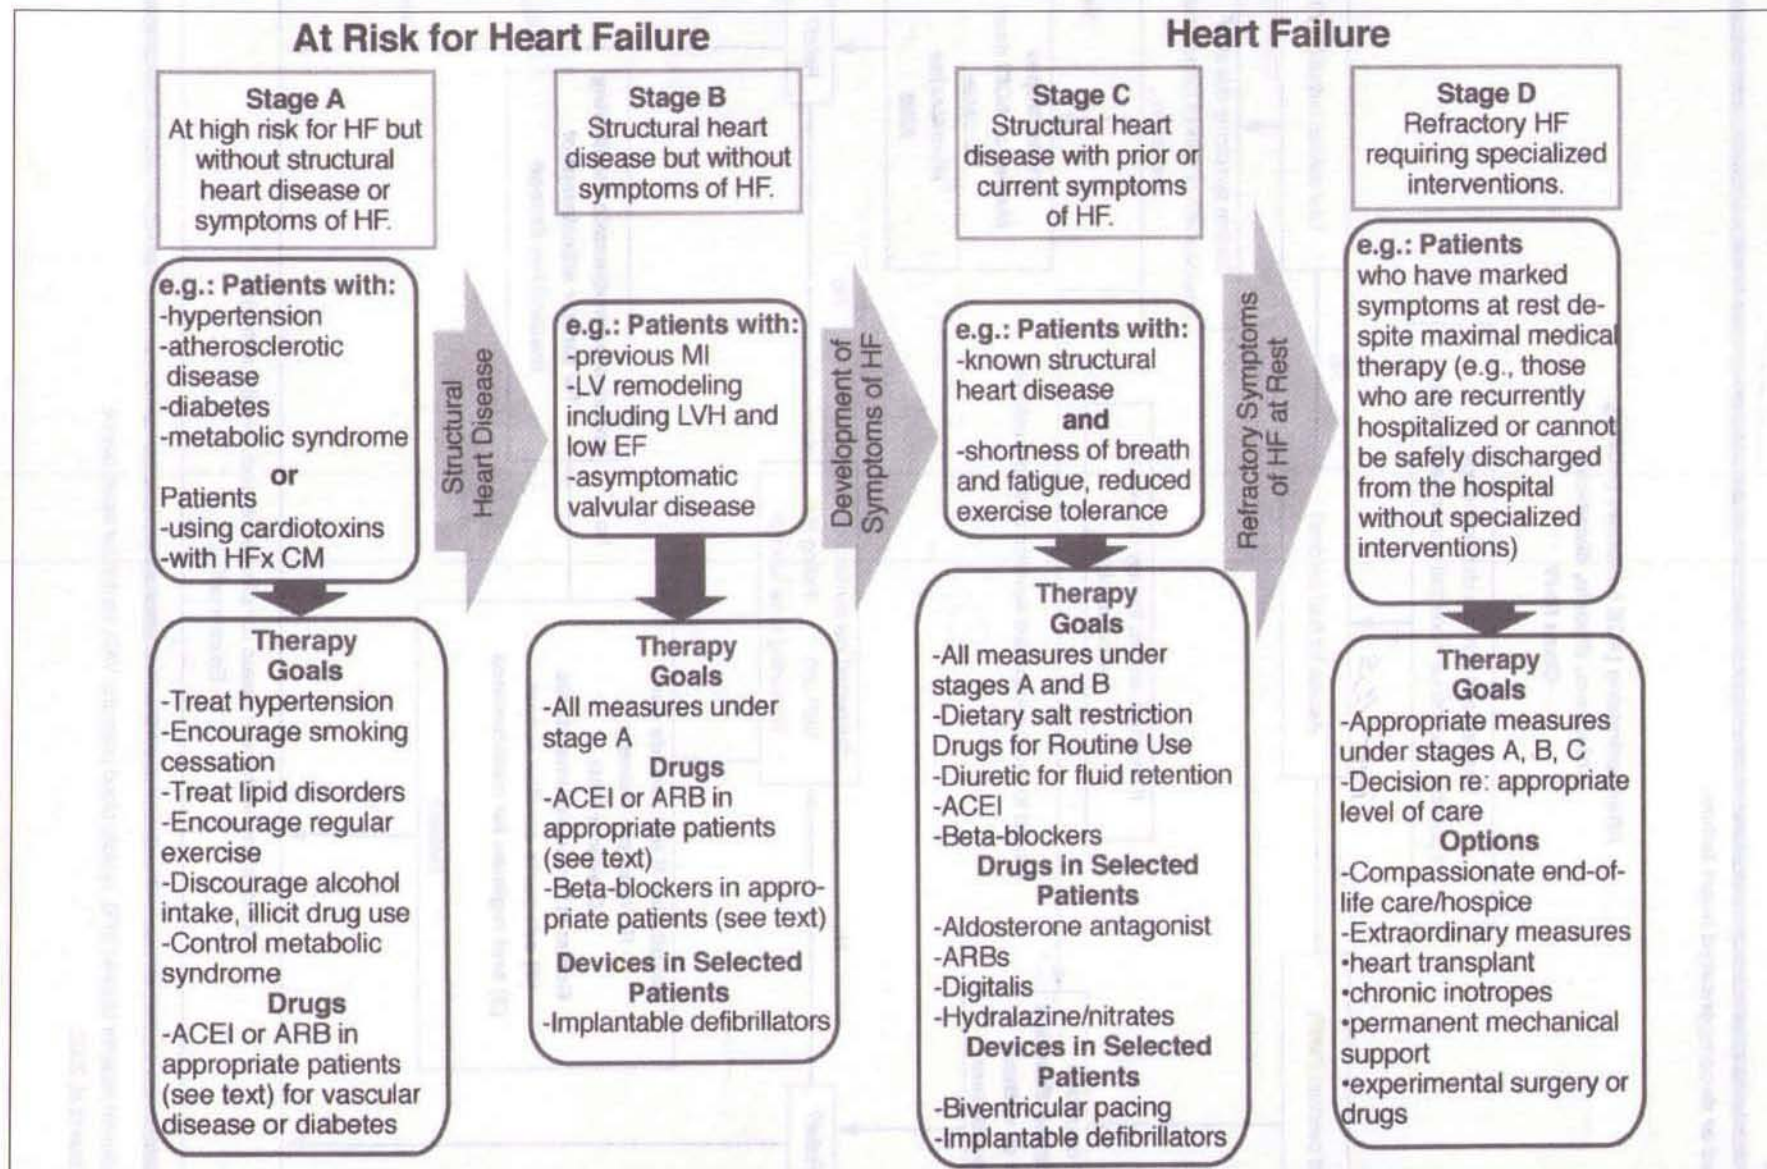 At Risk for Heart Failure
Heart Failure
Stage A
At high risk for HF but
without structural
heart disease or
symptoms of HF.
e.g.: Patients with:
-hypertension
-atherosclerotic
disease
-diabetes
-metabolic syndrome
or
Patients
-using cardiotoxins
-with HFx CM
Therapy
Goals
-Treat hypertension
-Encourage smoking
cessation
-Treat lipid disorders
-Encourage regular
exercise
-Discourage alcohol
intake, illicit drug use
-Control metabolic
syndrome
Drugs
-ACEI or ARB in
appropriate patients
(see text) for vascular
disease or diabetes
Structural
Heart Disease
Stage B
Structural heart
disease but without
symptoms of HF.
e.g.: Patients with:
-previous MI
-LV remodeling
including LVH and
low EF
-asymptomatic
valvular disease
Therapy
Goals
-All measures under
stage A
Drugs
-ACEI or ARB in
appropriate patients
(see text)
-Beta-blockers in appro-
priate patients (see text)
Devices in Selected
Patients
-Implantable defibrillators
Development of
Symptoms of HF
Stage C
Structural heart
disease with prior or
current symptoms
of HF.
e.g.: Patients with:
-known structural
heart disease
and
-shortness of breath
and fatigue, reduced
exercise tolerance
Therapy
Goals
-All measures under
stages A and B
-Dietary salt restriction
Drugs for Routine Use
-Diuretic for fluid retention
-ACEI
-Beta-blockers
Drugs in Selected
Patients
-Aldosterone antagonist
-ARBs
-Digitalis
-Hydralazine/nitrates
Devices in Selected
Patients
-Biventricular pacing
-Implantable defibrillators
Refractory Symptoms
of HF at Rest
Stage D
Refractory HF
requiring specialized
interventions.
e.g.: Patients
who have marked
symptoms at rest de-
spite maximal medical
therapy (e.g., those
who are recurrently
hospitalized or cannot
be safely discharged
from the hospital
without specialized
interventions)
Therapy
Goals
-Appropriate measures
under stages A, B, C
-Decision re: appropriate
level of care
Options
-Compassionate end-of-
life care/hospice
-Extraordinary measures
•heart transplant
•chronic inotropes
•permanent mechanical
support
•experimental surgery or
drugs